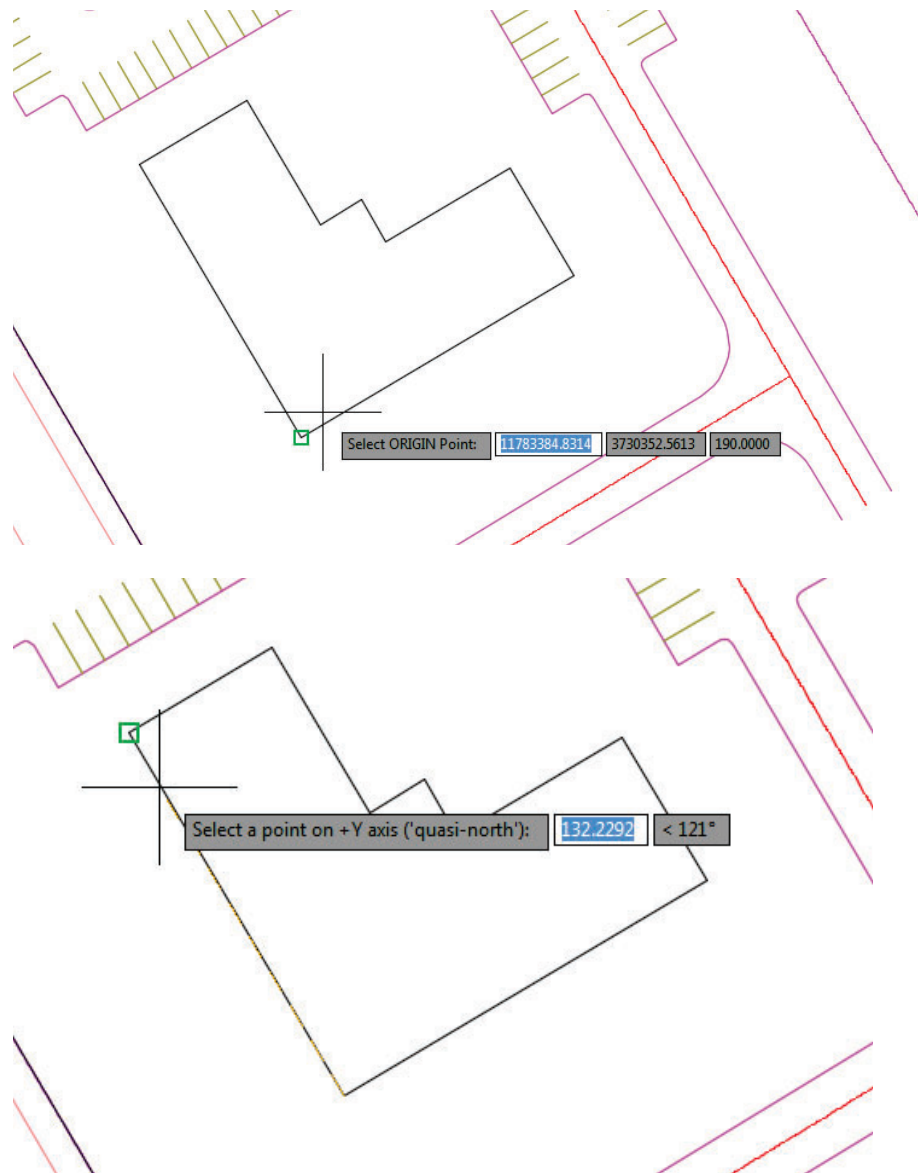 Select ORIGIN Point: 11783384.8314 3730352.5613 190.0000
Select a point on +Y axis ('quasi-north'): 132.2292 < 121°